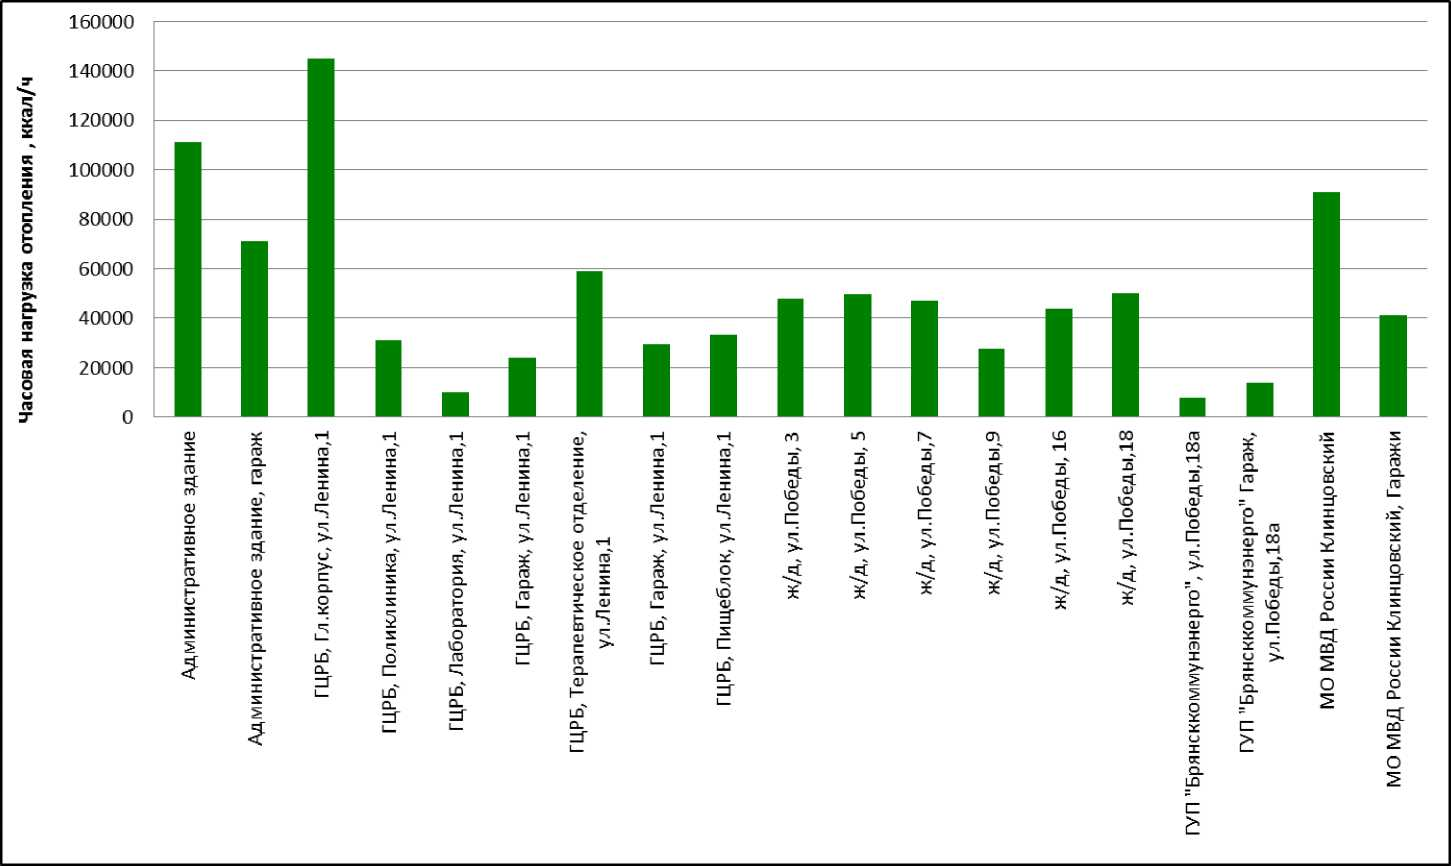 Часовая нагрузка отопления , ккал/ч
160000
140000
120000
100000
80000
60000
40000
20000
0
Административное здание
Административное здание, гараж
ГЦРБ, Гл.корпус, ул.Ленина,1
ГЦРБ, Поликлиника, ул.Ленина,1
ГЦРБ, Лаборатория, ул.Ленина,1
ГЦРБ, Гараж, ул.Ленина,1
ГЦРБ, Терапевтическое отделение,
ул.Ленина,1
ГЦРБ, Гараж, ул.Ленина,1
ГЦРБ, Пищеблок, ул.Ленина,1
ж/д, ул.Победы, 3
ж/д, ул.Победы, 5
ж/д, ул.Победы,7
ж/д, ул.Победы,9
ж/д, ул.Победы, 16
ж/д, ул.Победы,18
ГУП "Брянсккоммунэнерго", ул.Победы,18а
ГУП "Брянсккоммунэнерго" Гараж,
ул.Победы,18а
МО МВД России Клинцовский
МО МВД России Клинцовский, Гаражи